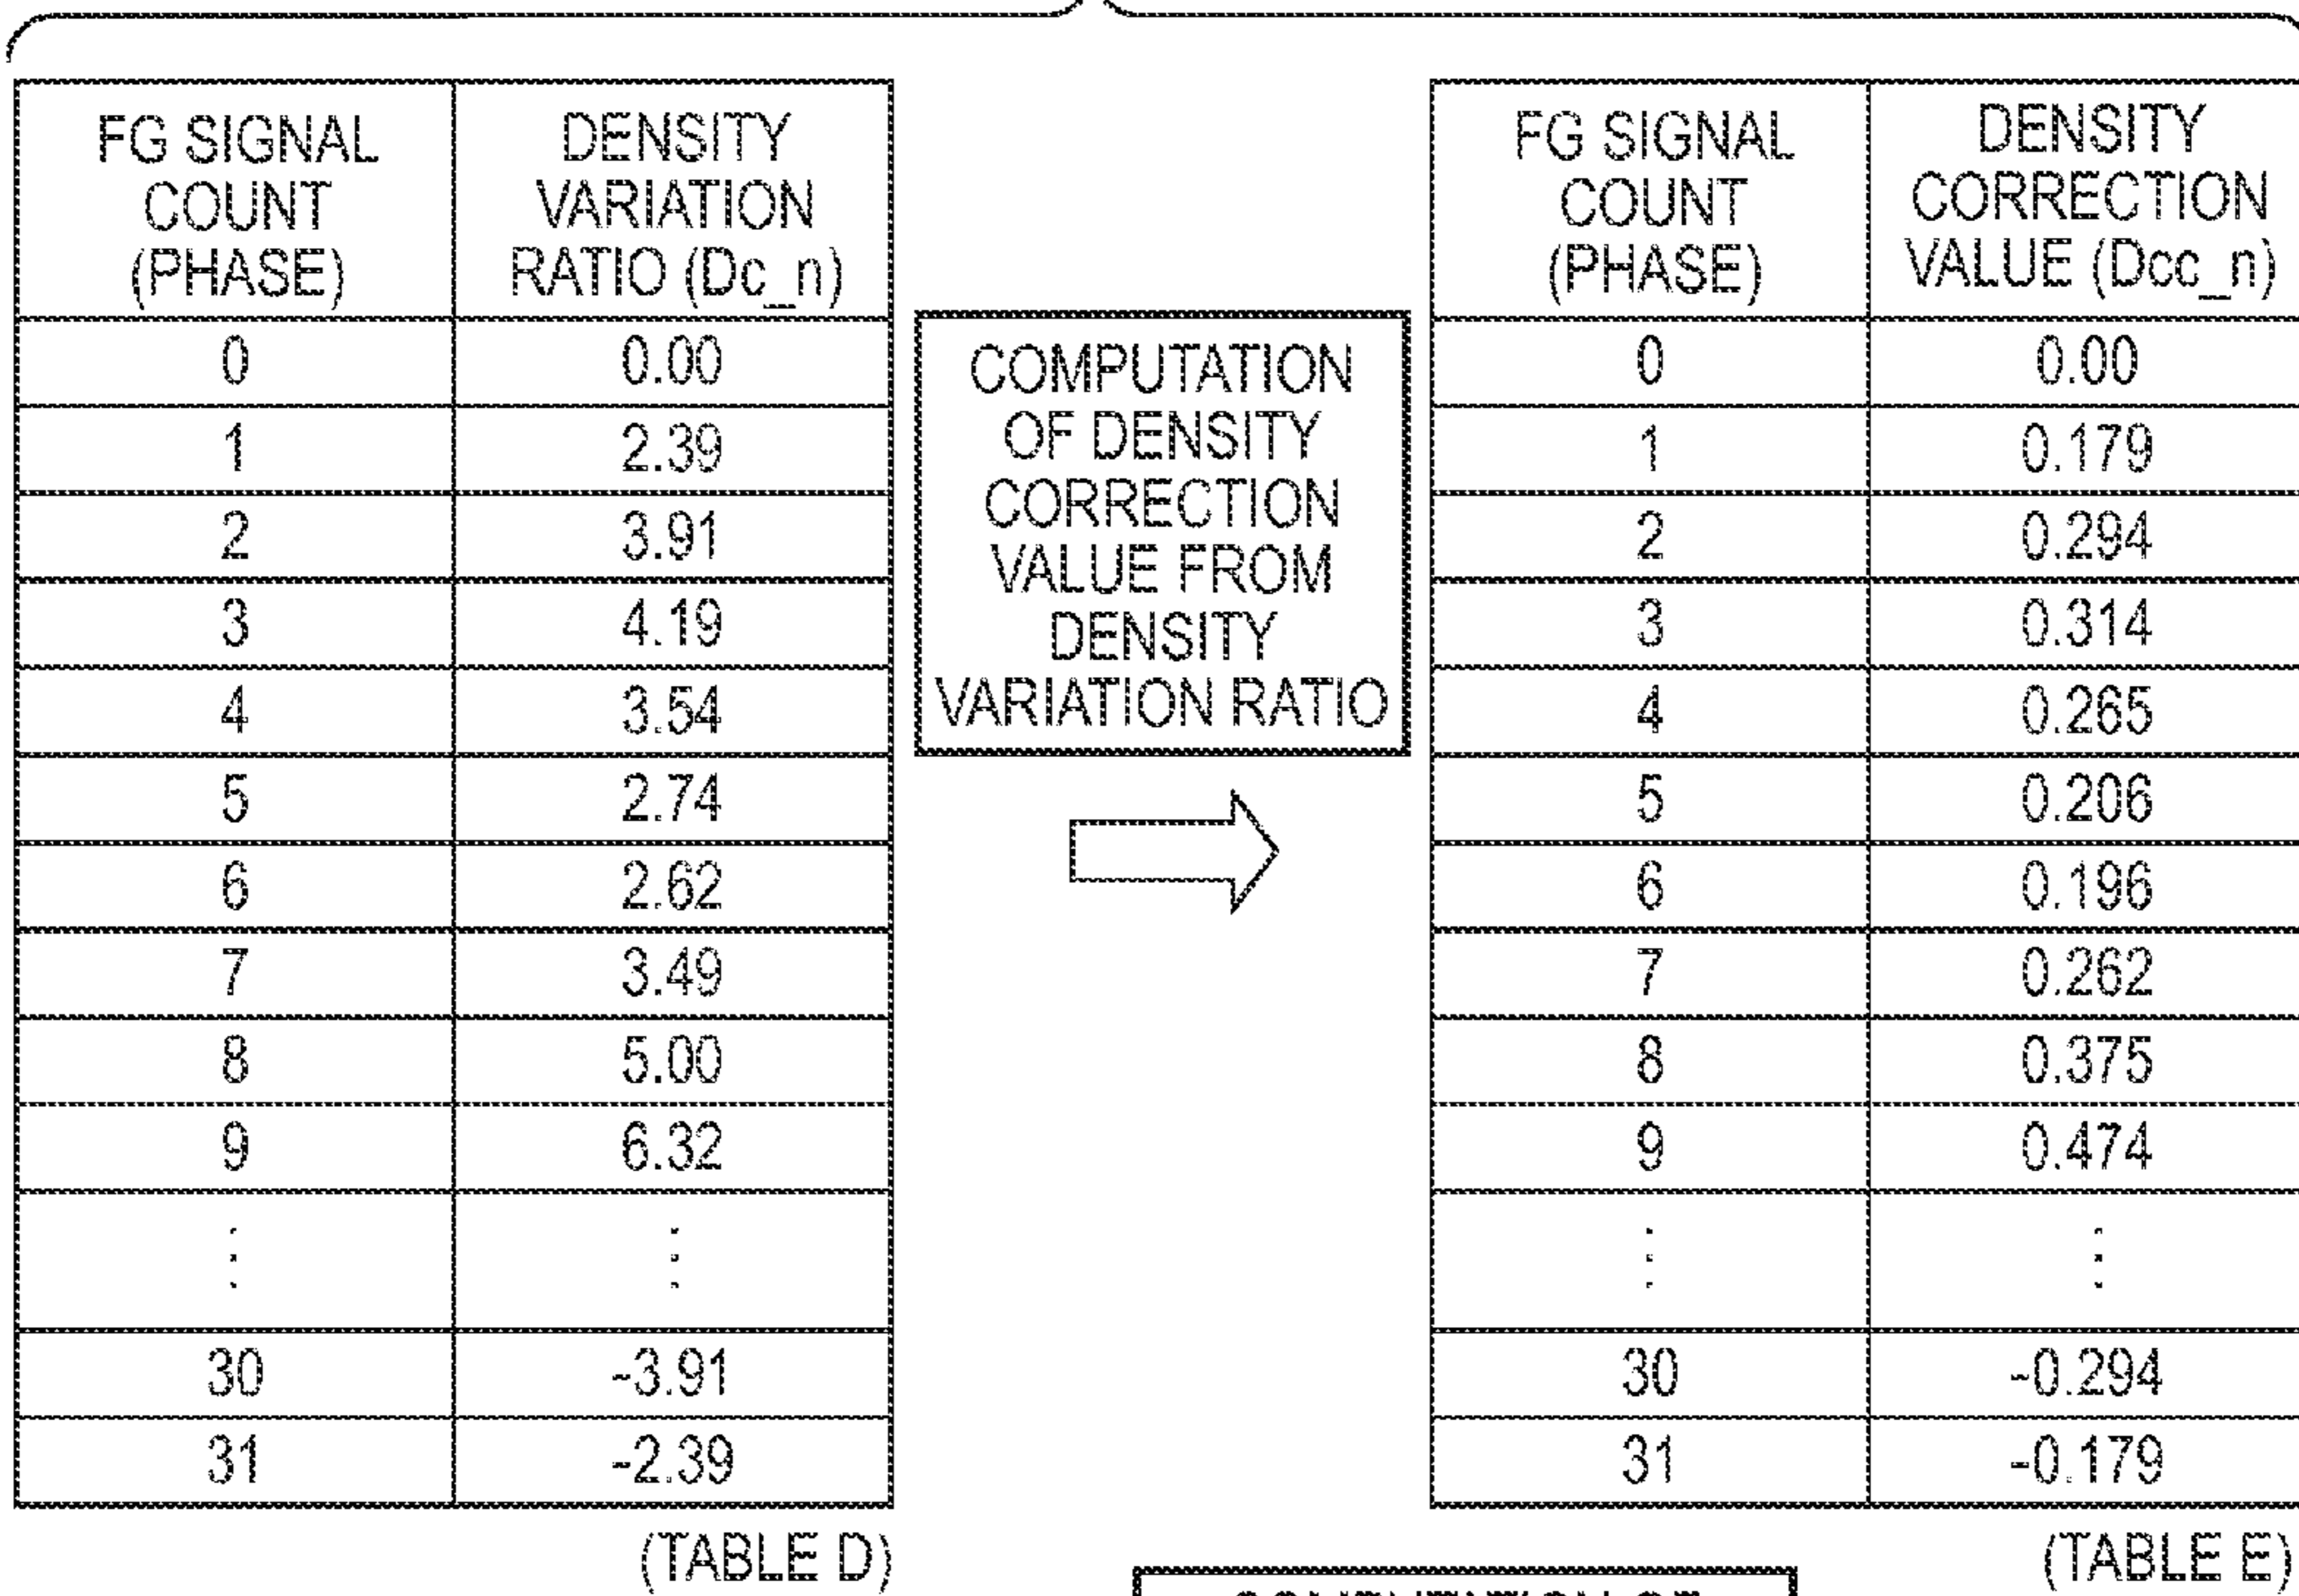 FG SIGNAL COUNT (PHASE) DENSITY VARIATION RATIO (Dc_n)
0 0.00
1 2.39
2 3.91
3 4.19
4 3.54
5 2.74
6 2.62
7 3.49
8 5.00
9 6.32
⋮ ⋮
30 -3.91
31 -2.39
(TABLE D)
COMPUTATION
OF DENSITY
CORRECTION
VALUE FROM
DENSITY
VARIATION RATIO
FG SIGNAL COUNT (PHASE) DENSITY CORRECTION VALUE (Dcc_n)
0 0.00
1 0.179
2 0.294
3 0.314
4 0.265
5 0.206
6 0.196
7 0.262
8 0.375
9 0.474
⋮ ⋮
30 -0.294
31 -0.179
(TABLE E)